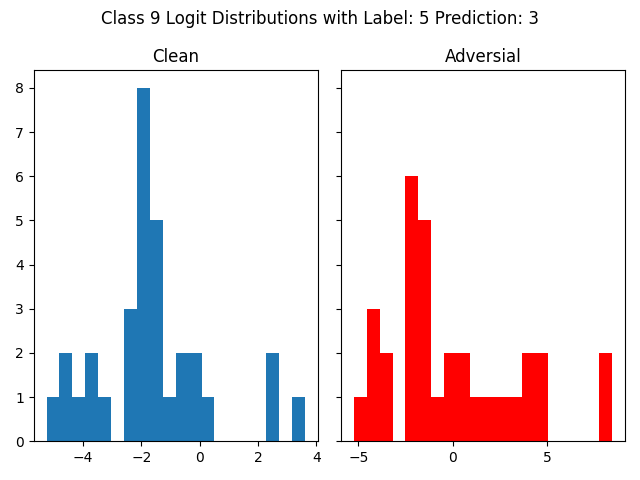 Class 9 Logit Distributions with Label: 5 Prediction: 3
Clean
Adversial
8
7
6
5
4
3
2
1
0
−4 −2 0 2 4
−5 0 5